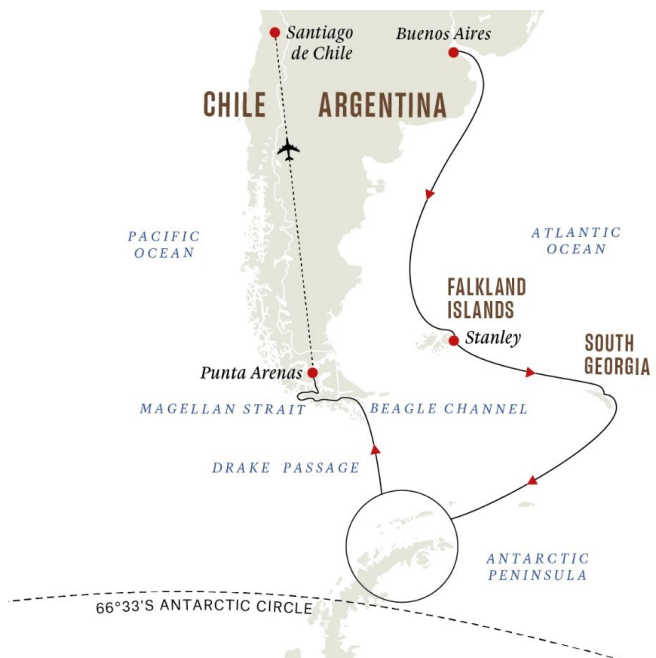 Santiago
de Chile
Buenos Aires
CHILE
ARGENTINA
PACIFIC
OCEAN
ATLANTIC
OCEAN
FALKLAND
ISLANDS
Stanley
SOUTH
GEORGIA
Punta Arenas
MAGELLAN STRAIT
BEAGLE CHANNEL
DRAKE PASSAGE
ANTARCTIC
PENINSULA
66°33'S ANTARCTIC CIRCLE